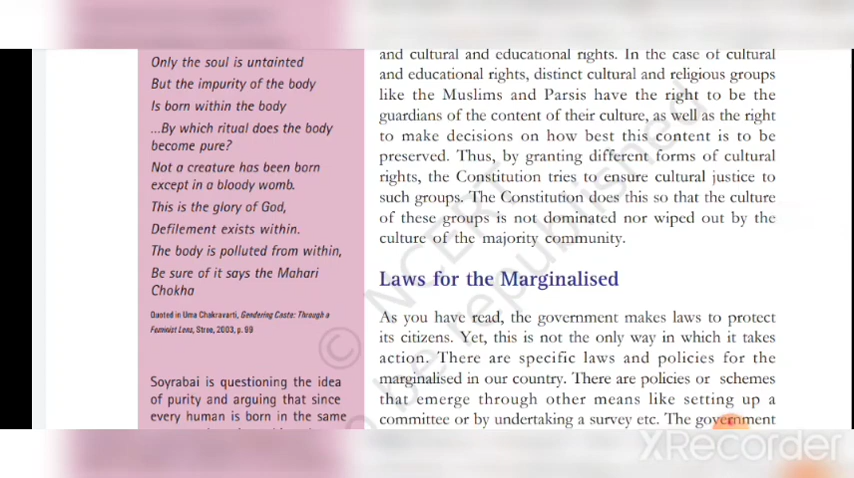 Only the soul is untainted
But the impurity of the body
Is born within the body
...By which ritual does the body
become pure?
Not a creature has been born
except in a bloody womb.
This is the glory of God,
Defilement exists within.
The body is polluted from within,
Be sure of it says the Mahari
Chokha
Quoted in Uma Chakravarti, Gendering Caste: Through a
Feminist Lens, Stree, 2003, p. 99
Soyrabai is questioning the idea
of purity and arguing that since
every human is born in the same
and cultural and educational rights. In the case of cultural
and educational rights, distinct cultural and religious groups
like the Muslims and Parsis have the right to be the
guardians of the content of their culture, as well as the right
to make decisions on how best this content is to be
preserved. Thus, by granting different forms of cultural
rights, the Constitution tries to ensure cultural justice to
such groups. The Constitution does this so that the culture
of these groups is not dominated nor wiped out by the
culture of the majority community.
Laws for the Marginalised
As you have read, the government makes laws to protect
its citizens. Yet, this is not the only way in which it takes
action. There are specific laws and policies for the
marginalised in our country. There are policies or schemes
that emerge through other means like setting up a
committee or by undertaking a survey etc. The government
© NCERT
o be republished
XRecorder